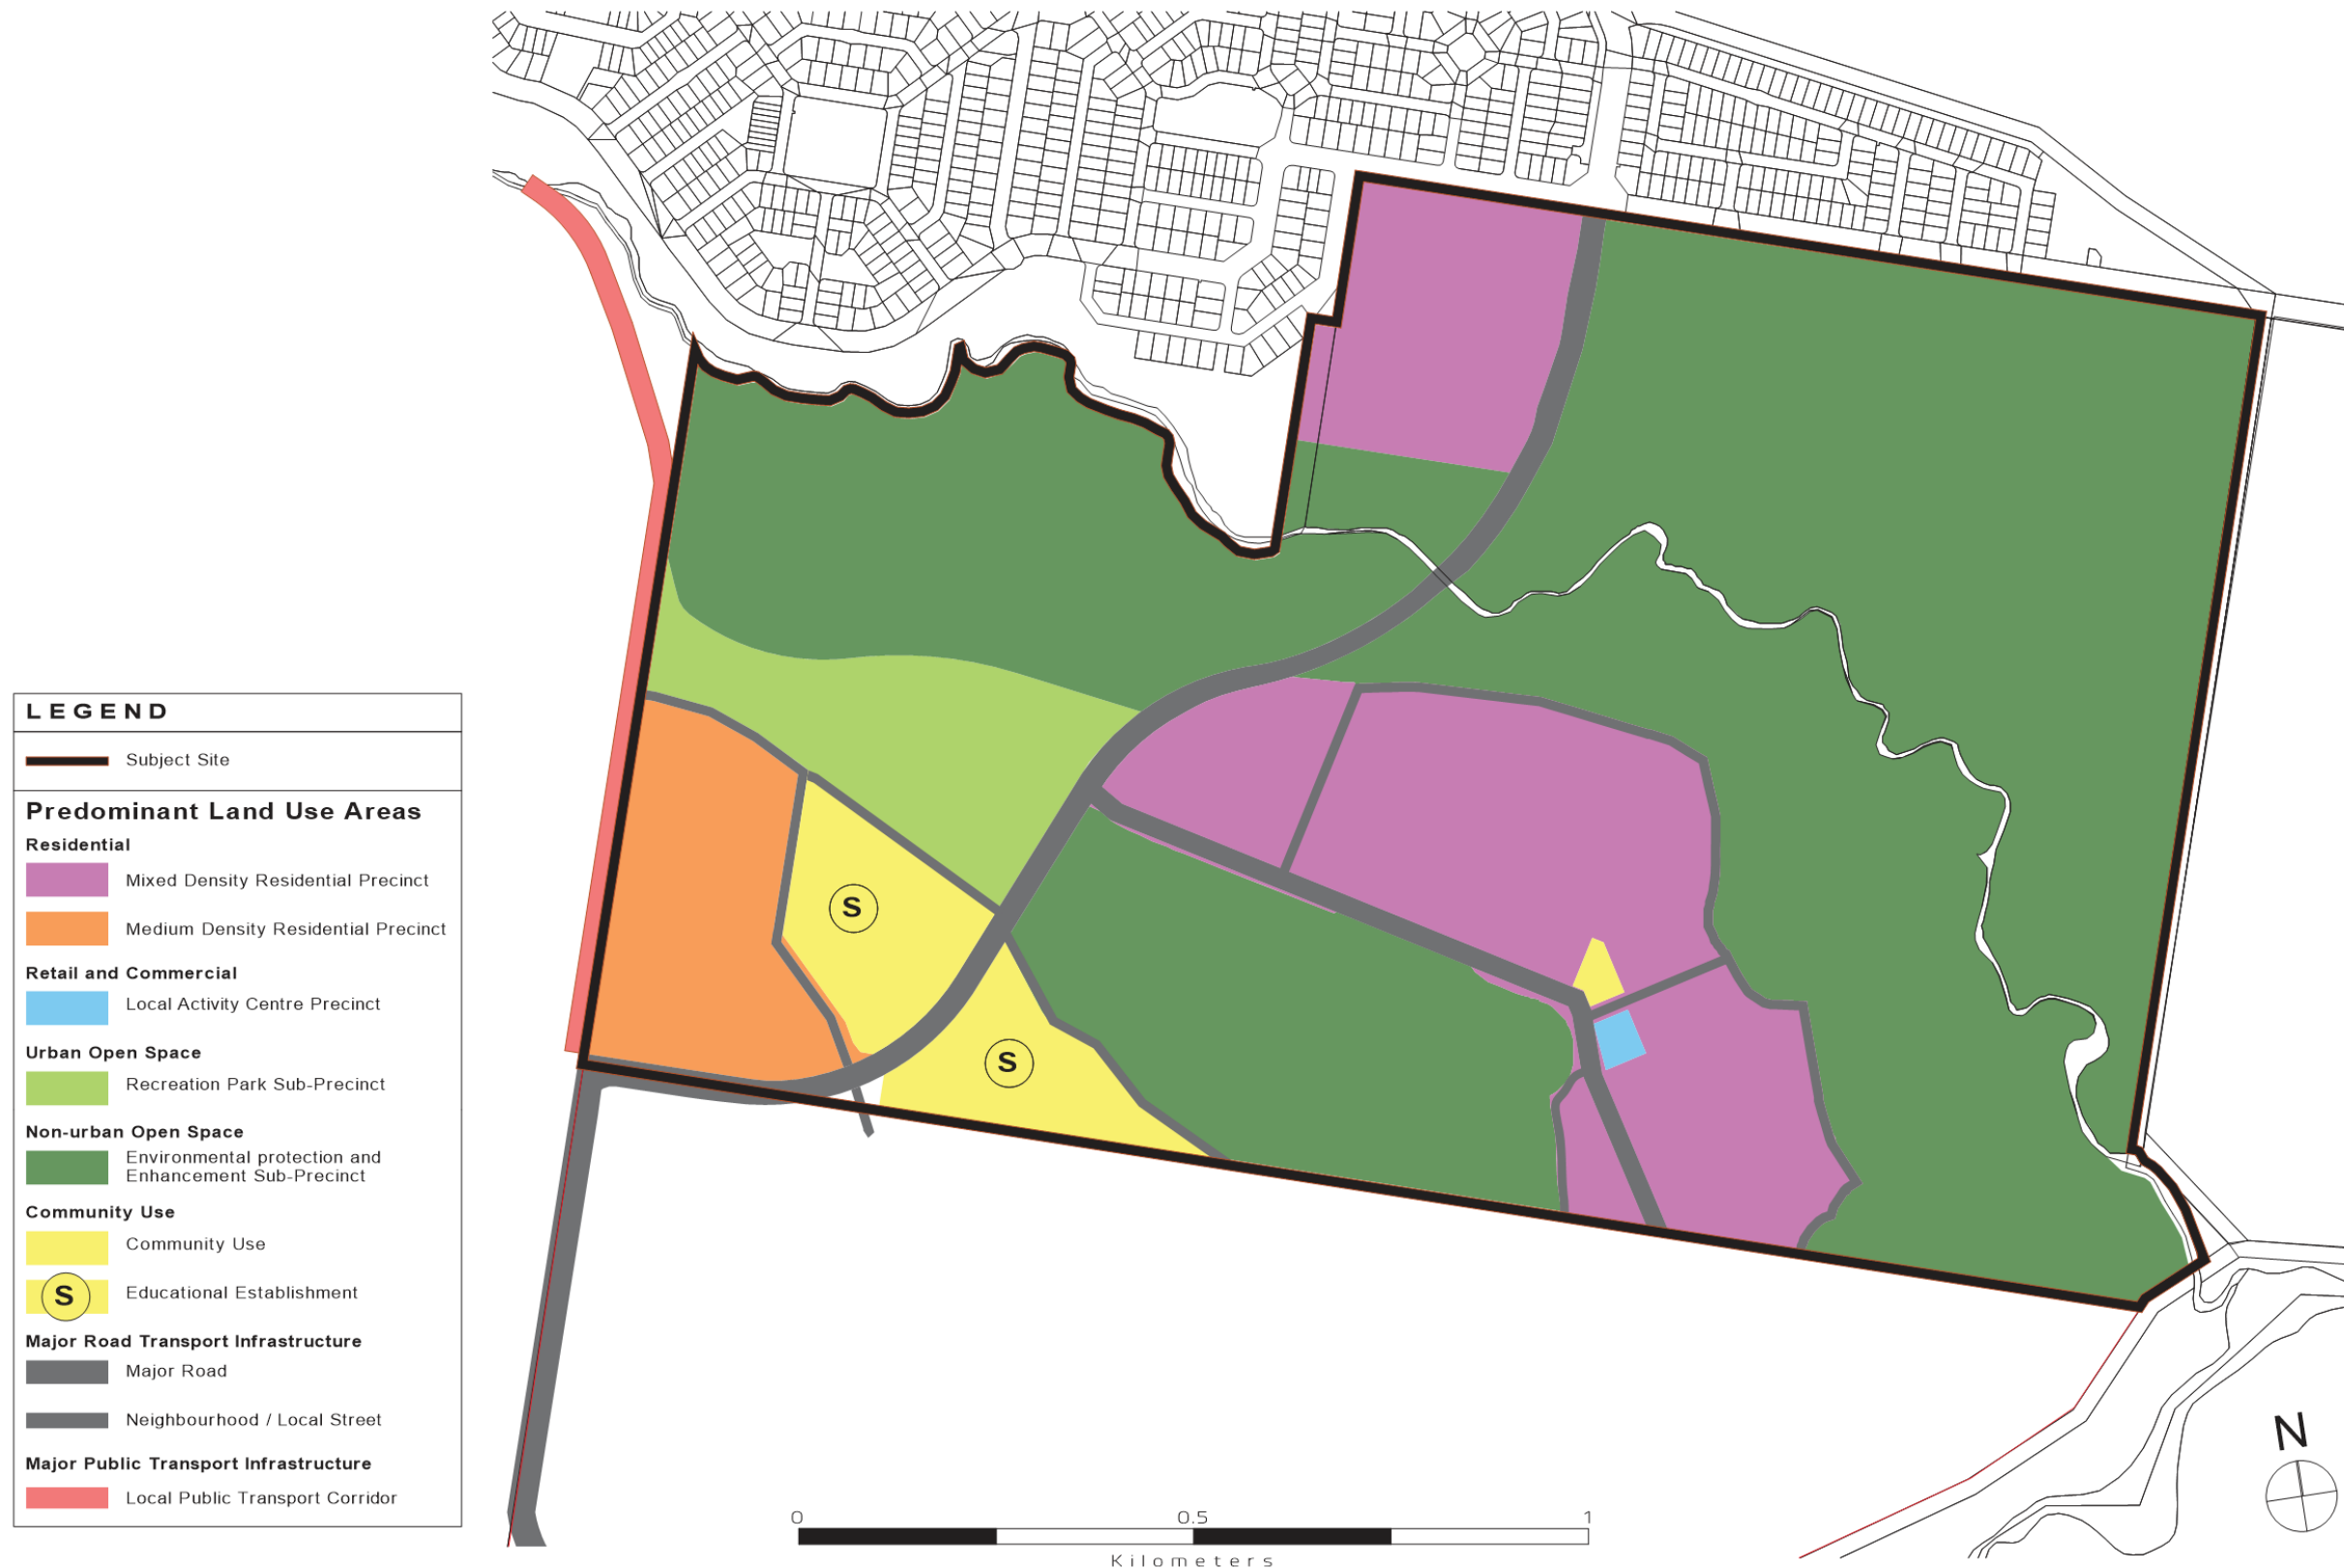 LEGEND
Subject Site
Predominant Land Use Areas
Residential
Mixed Density Residential Precinct
Medium Density Residential Precinct
Retail and Commercial
Local Activity Centre Precinct
Urban Open Space
Recreation Park Sub-Precinct
Non-urban Open Space
Environmental protection and
Enhancement Sub-Precinct
Community Use
Community Use
S
Educational Establishment
Major Road Transport Infrastructure
Major Road
Neighbourhood / Local Street
Major Public Transport Infrastructure
Local Public Transport Corridor
S
S
0 0.5 1
Kilometers
N